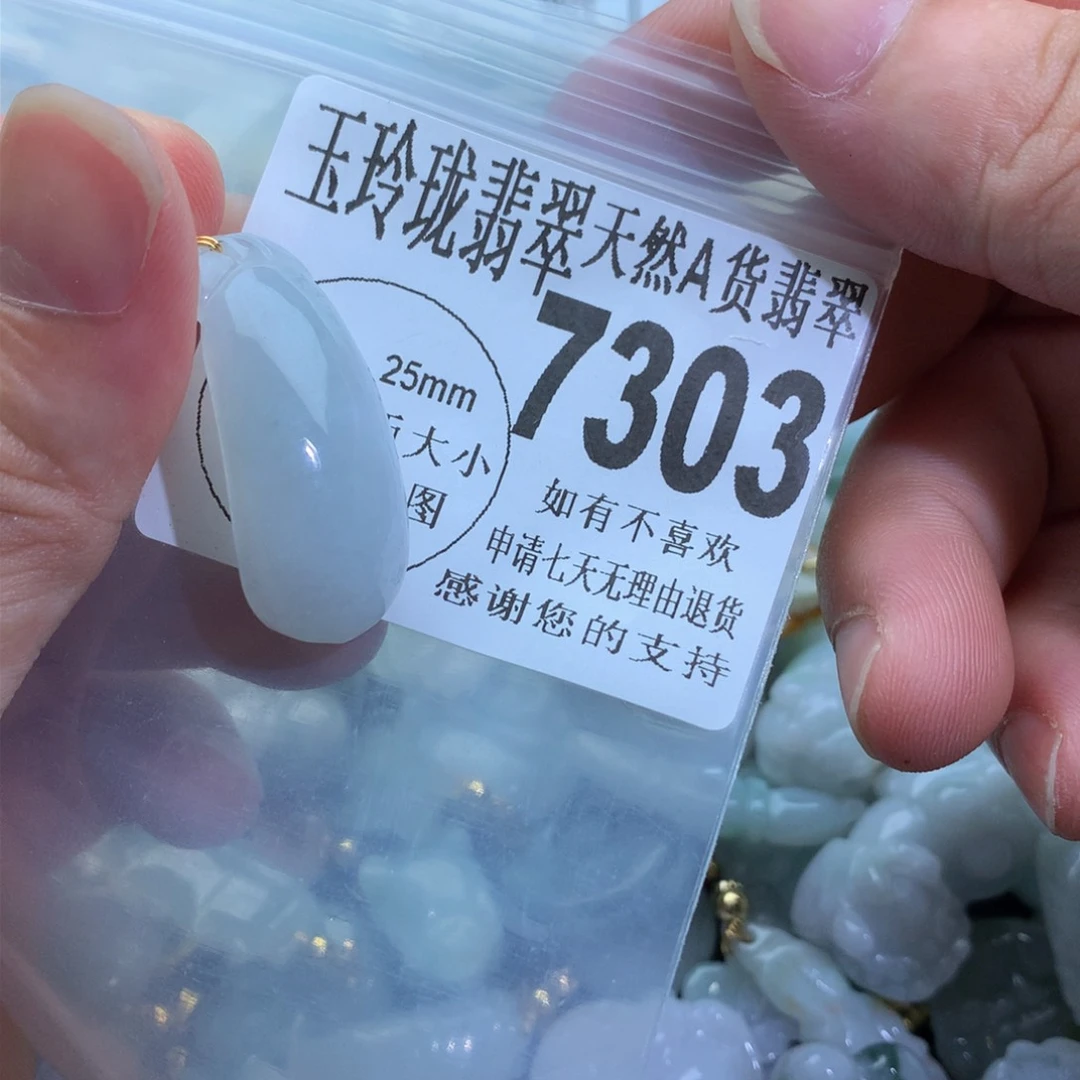 玉玲珑翡翠天然A货翡翠
7303
25mm
大小
图
如有不喜欢
申请七天无理由退货
感谢您的支持